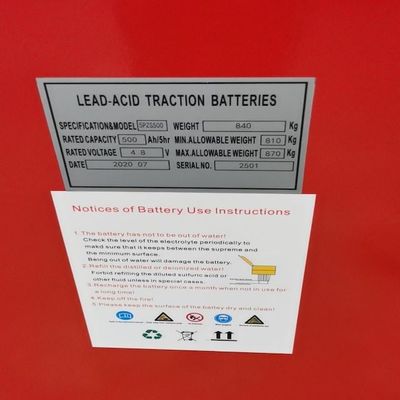 LEAD-ACID TRACTION BATTERIES
SPECIFICATION&MODEL 5PZS500 WEIGHT 840 Kg
RATED CAPACITY 500 Ah/5hr MIN.ALLOWABLE WEIGHT 810 Kg
RATED VOLTAGE 48 V MAX.ALLOWABLE WEIGHT 870 Kg
DATE 2020 07 SERIAL NO. 2501
Notices of Battery Use Instructions
1.The battery has not to be out of water!
Check the level of the electrolyte periodically to
makd sure that it keeps between the supreme and
the minimum surface.
Being out of water will damage the battery.
2.Refill the distilled or deionized water!
Forbid refilling the diluted sulfuric acid or
other fluid unless in special cases.
3.Recharge the battery once a month when not in use for
a long time!
4.Keep off the fire!
5.Please keep the surface of the battey dry and clean!